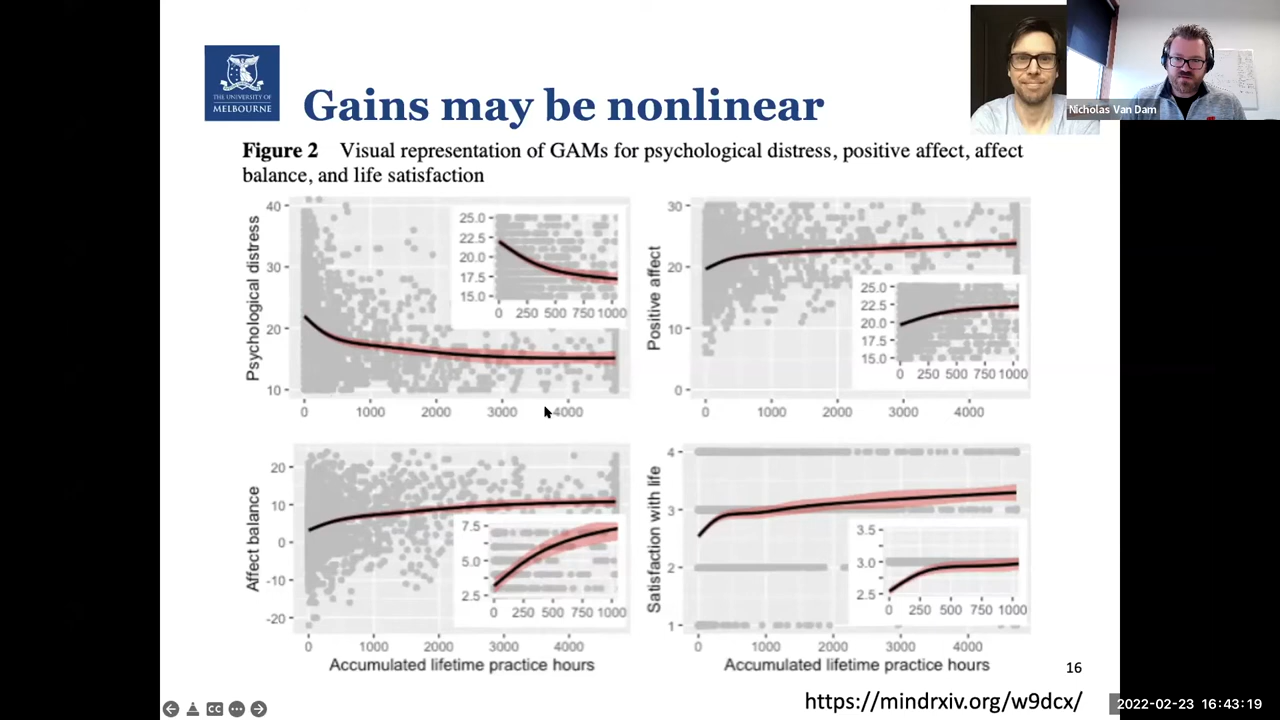 THE UNIVERSITY OF
MELBOURNE
Gains may be nonlinear
Nicholas Van Dam
Figure 2 Visual representation of GAMs for psychological distress, positive affect, affect
balance, and life satisfaction
Psychological distress
40
30
20
10
0 1000 2000 3000 4000
25.0
22.5
20.0
17.5
15.0
0 250 500 750 1000
Positive affect
30
20
10
0
0 1000 2000 3000 4000
25.0
22.5
20.0
17.5
15.0
0 250 500 750 1000
Affect balance
20
10
0
-10
-20
0 1000 2000 3000 4000
Accumulated lifetime practice hours
7.5
5.0
2.5
0 250 500 750 1000
Satisfaction with life
4
3
2
1
0 1000 2000 3000 4000
Accumulated lifetime practice hours
3.5
3.0
2.5
0 250 500 750 1000
16
https://mindrxiv.org/w9dcx/
CC
2022-02-23 16:43:19